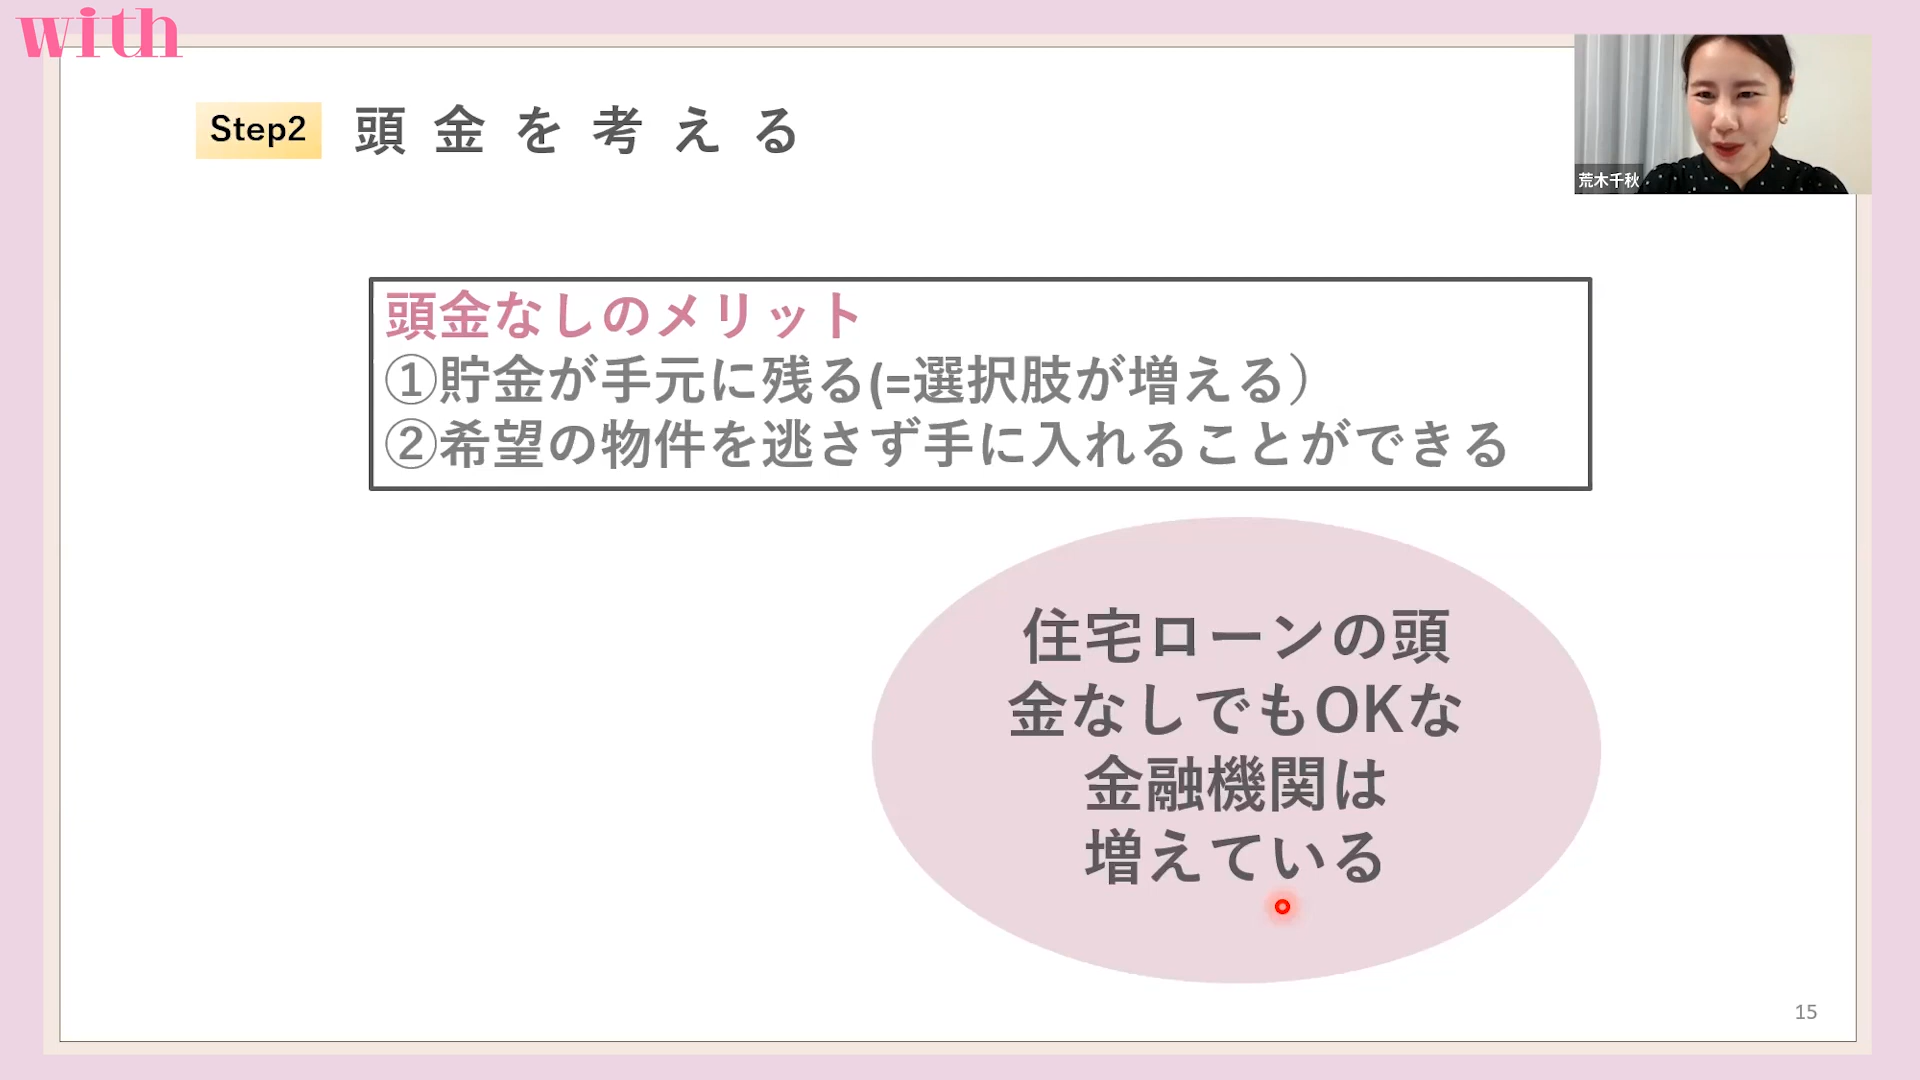 with
Step2 頭金を考える
荒木千秋
頭金なしのメリット
①貯金が手元に残る(=選択肢が増える）
②希望の物件を逃さず手に入れることができる
住宅ローンの頭
金なしでもOKな
金融機関は
増えている
15